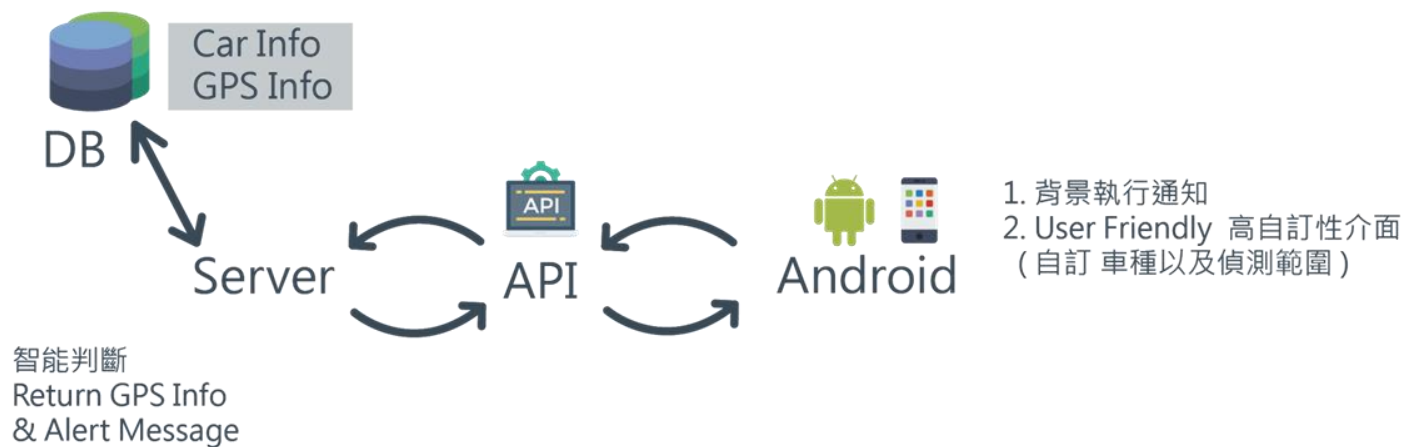 Car Info
GPS Info
DB
API
Server
API
Android
1. 背景執行通知
2. User Friendly 高自訂性介面
( 自訂 車種以及偵測範圍 )
智能判斷
Return GPS Info
& Alert Message